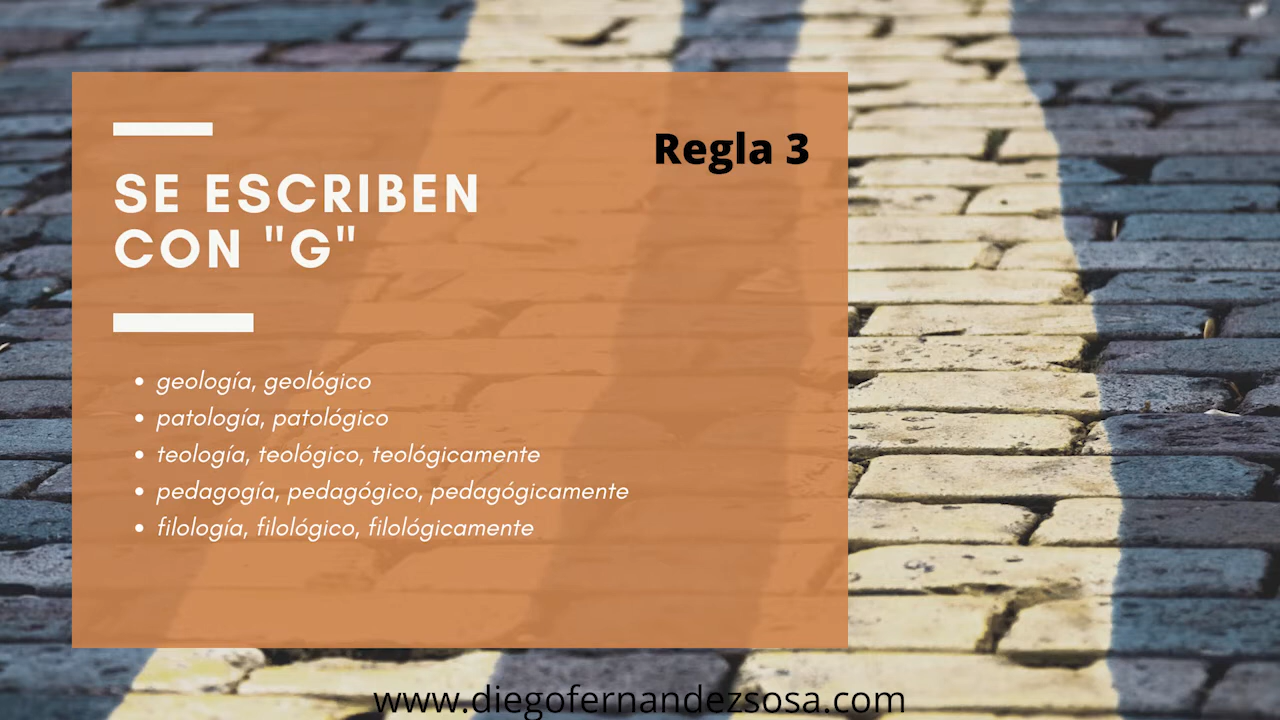 Regla 3
SE ESCRIBEN
CON "G"
• geología, geológico
• patología, patológico
• teología, teológico, teológicamente
• pedagogía, pedagógico, pedagógicamente
• filología, filológico, filológicamente
www.diegofernandezsosa.com